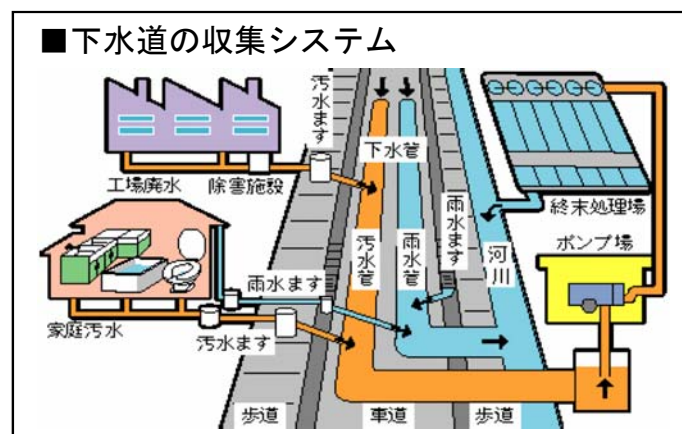 ■下水道の収集システム
汚水ます
下水管
工場廃水
除害施設
終末処理場
雨水ます
ポンプ場
汚水管
雨水管
河川
雨水ます
家庭汚水
汚水ます
歩道
車道
歩道